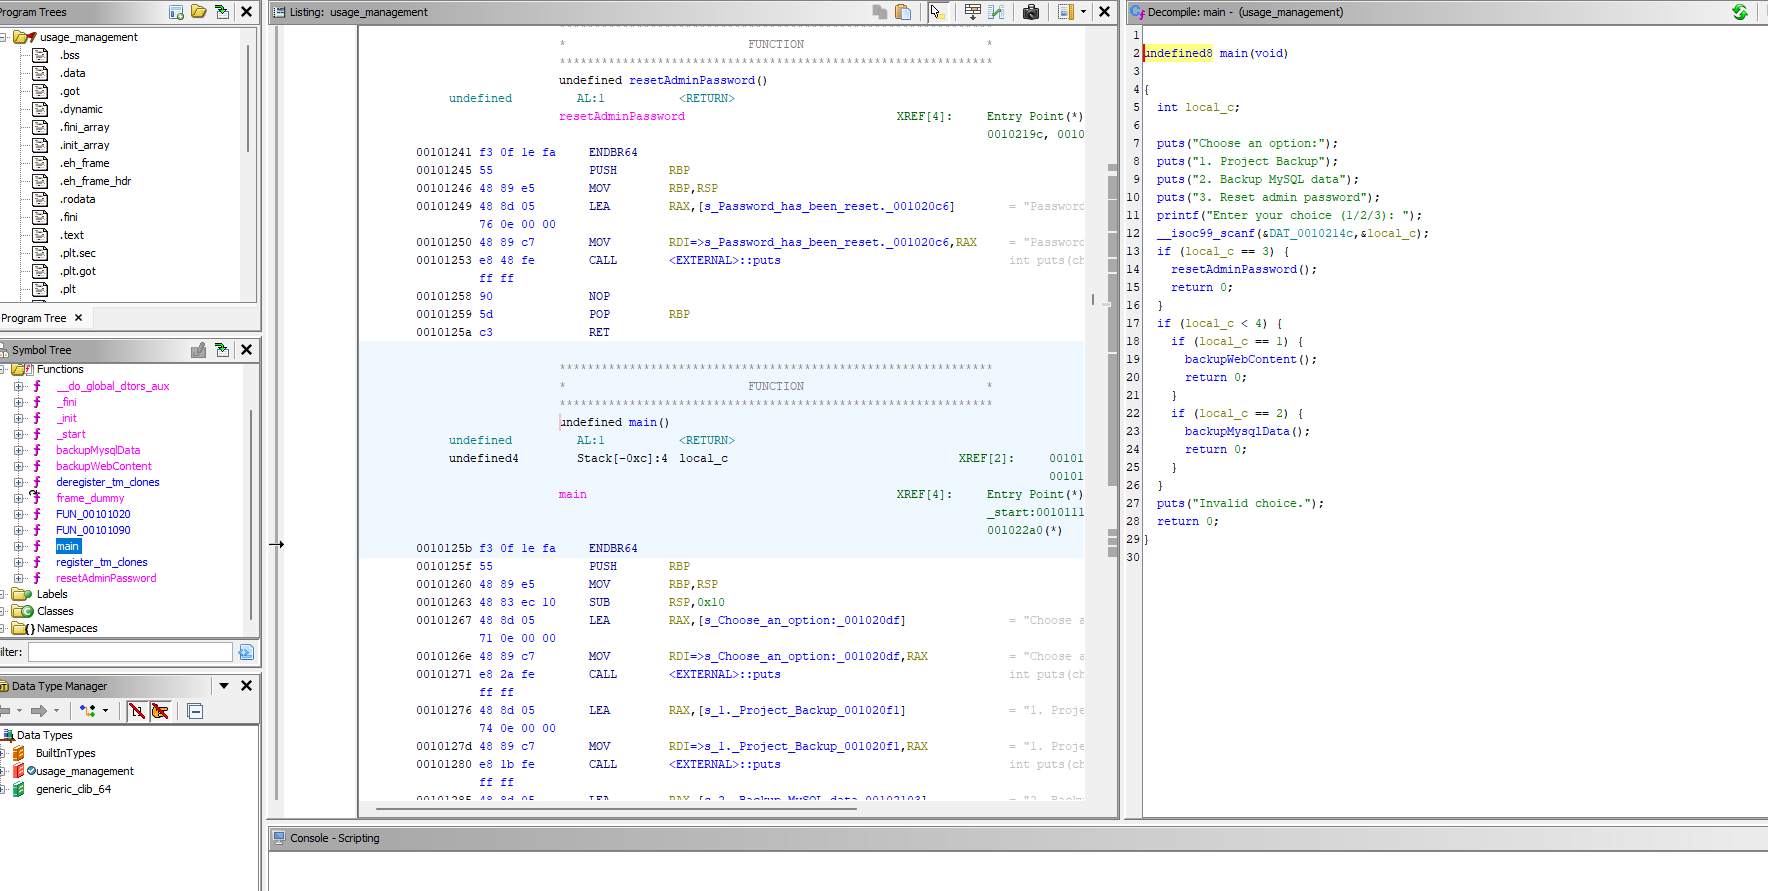 Program Trees
usage_management
.bss
.data
.got
.dynamic
.fini_array
.init_array
.eh_frame
.eh_frame_hdr
.rodata
.fini
.text
.plt.sec
.plt.got
.plt
Program Tree
Symbol Tree
Functions
__do_global_dtors_aux
_fini
_init
_start
backupMysqlData
backupWebContent
deregister_tm_clones
frame_dummy
FUN_00101020
FUN_00101090
main
register_tm_clones
resetAdminPassword
Labels
Classes
Namespaces
ilter:
Data Type Manager
Data Types
BuiltInTypes
usage_management
generic_clib_64
Listing: usage_management
* FUNCTION *
**************************************************************
undefined resetAdminPassword()
undefined AL:1 <RETURN>
resetAdminPassword XREF[4]: Entry Point(*)
0010219c, 0010
00101241 f3 0f 1e fa ENDBR64
00101245 55 PUSH RBP
00101246 48 89 e5 MOV RBP,RSP
00101249 48 8d 05 LEA RAX,[s_Password_has_been_reset._001020c6] = "Password
76 0e 00 00
00101250 48 89 c7 MOV RDI=>s_Password_has_been_reset._001020c6,RAX = "Password
00101253 e8 48 fe CALL <EXTERNAL>::puts int puts(ch
ff ff
00101258 90 NOP
00101259 5d POP RBP
0010125a c3 RET
**************************************************************
* FUNCTION *
**************************************************************
undefined main()
undefined AL:1 <RETURN>
undefined4 Stack[-0xc]:4 local_c XREF[2]: 00101
00101
main XREF[4]: Entry Point(*)
_start:0010111
001022a0(*)
0010125b f3 0f 1e fa ENDBR64
0010125f 55 PUSH RBP
00101260 48 89 e5 MOV RBP,RSP
00101263 48 83 ec 10 SUB RSP,0x10
00101267 48 8d 05 LEA RAX,[s_Choose_an_option:_001020df] = "Choose a
71 0e 00 00
0010126e 48 89 c7 MOV RDI=>s_Choose_an_option:_001020df,RAX = "Choose a
00101271 e8 2a fe CALL <EXTERNAL>::puts int puts(ch
ff ff
00101276 48 8d 05 LEA RAX,[s_1._Project_Backup_001020f1] = "1. Proje
74 0e 00 00
0010127d 48 89 c7 MOV RDI=>s_1._Project_Backup_001020f1,RAX = "1. Proje
00101280 e8 1b fe CALL <EXTERNAL>::puts int puts(ch
ff ff
00101285 48 8d 05 LEA RAX,[s_2._Backup_MySQL_data_00102103] = "2. Back
Decompile: main - (usage_management)
1
2 undefined8 main(void)
3
4 {
5 int local_c;
6
7 puts("Choose an option:");
8 puts("1. Project Backup");
9 puts("2. Backup MySQL data");
10 puts("3. Reset admin password");
11 printf("Enter your choice (1/2/3): ");
12 __isoc99_scanf(&DAT_0010214c,&local_c);
13 if (local_c == 3) {
14 resetAdminPassword();
15 return 0;
16 }
17 if (local_c < 4) {
18 if (local_c == 1) {
19 backupWebContent();
20 return 0;
21 }
22 if (local_c == 2) {
23 backupMysqlData();
24 return 0;
25 }
26 }
27 puts("Invalid choice.");
28 return 0;
29 }
30
Console - Scripting